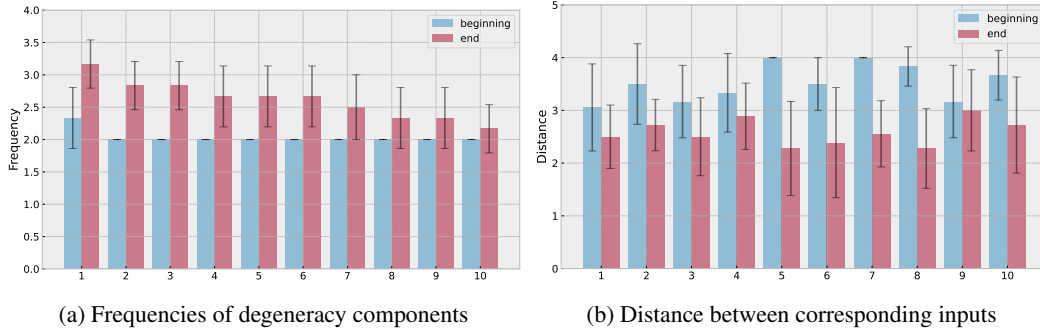 4.0
3.5
3.0
2.5
2.0
1.5
1.0
0.5
0.0
Frequency
beginning
end
1 2 3 4 5 6 7 8 9 10
(a) Frequencies of degeneracy components
5
4
3
2
1
0
Distance
beginning
end
1 2 3 4 5 6 7 8 9 10
(b) Distance between corresponding inputs